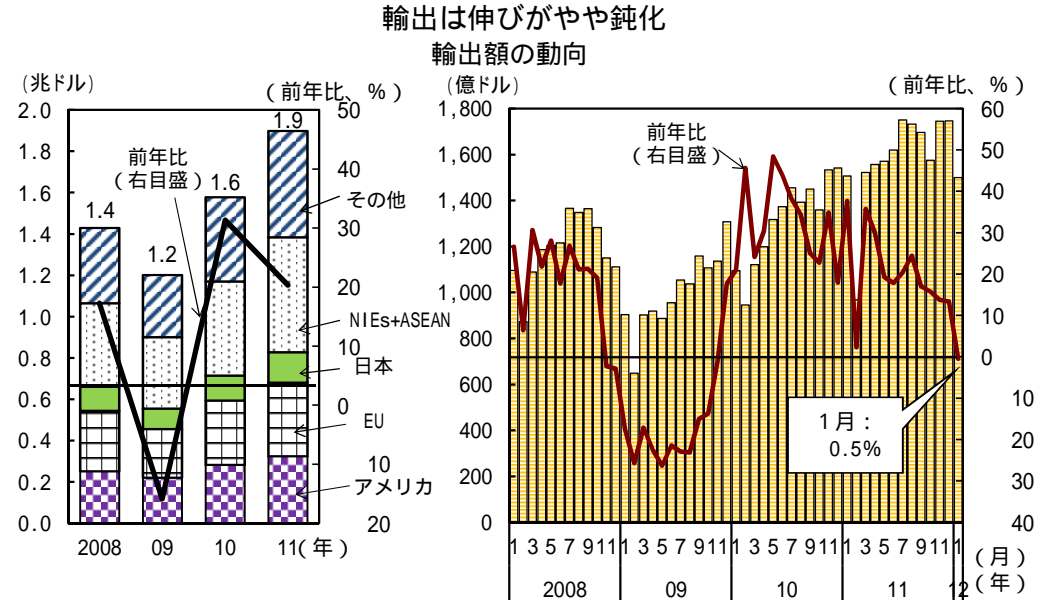 輸出は伸びがやや鈍化
輸出額の動向
(兆ドル)
(前年比、%)
2.0
1.8
1.6
1.4
1.2
1.0
0.8
0.6
0.4
0.2
0.0
50
40
30
20
10
0
10
20
1.4
1.2
1.6
1.9
前年比
(右目盛)
その他
NIEs+ASEAN
日本
EU
アメリカ
2008 09 10 11(年)
(億ドル)
(前年比、%)
1,800
1,600
1,400
1,200
1,000
800
600
400
200
0
60
50
40
30
20
10
0
10
20
30
40
前年比
(右目盛)
1月:
0.5%
1 3 5 7 9 11 1 3 5 7 9 11 1 3 5 7 9 11 1 3 5 7 9 11 1
(月)
2008 09 10 11 12 (年)